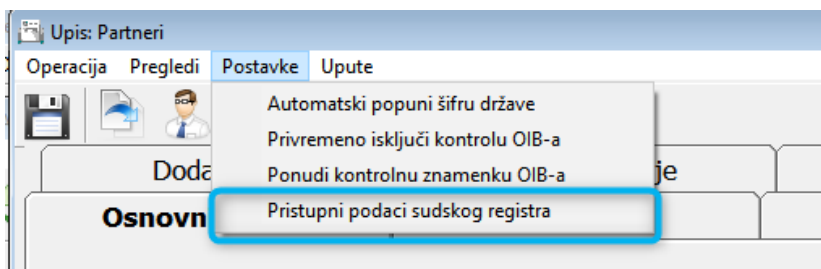 Upis: Partneri
Operacija Pregledi Postavke Upute
Automatski popuni šifru države
Privremeno isključi kontrolu OIB-a
Ponudi kontrolnu znamenku OIB-a
Pristupni podaci sudskog registra